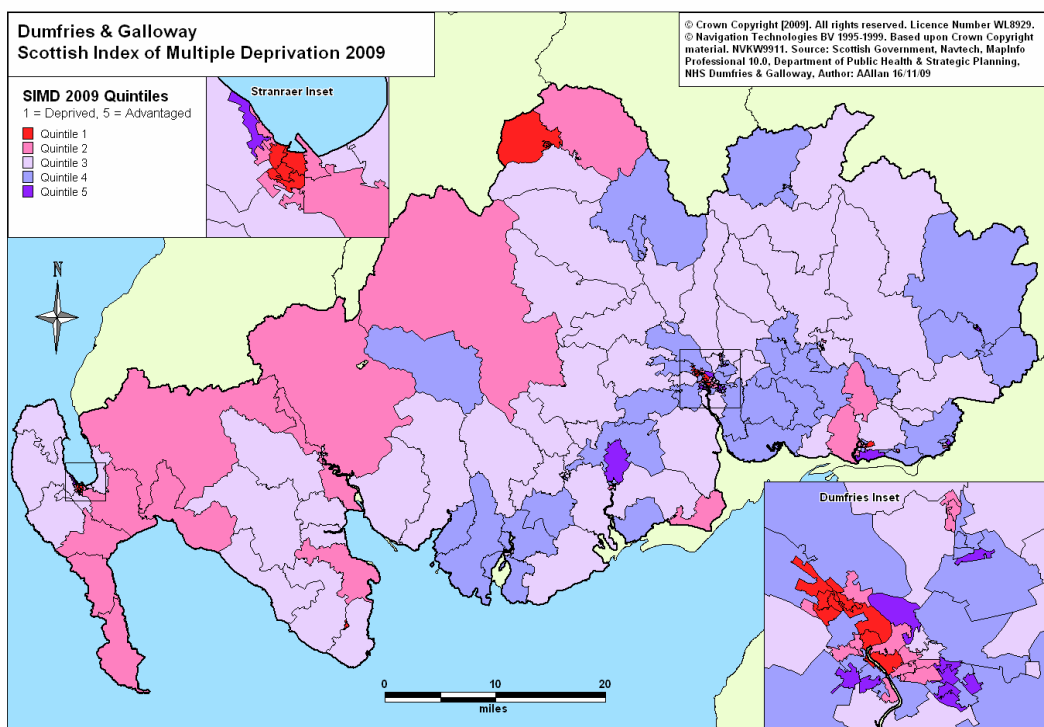 Dumfries & Galloway
Scottish Index of Multiple Deprivation 2009
© Crown Copyright [2009]. All rights reserved. Licence Number WL8929.
© Navigation Technologies BV 1995-1999. Based upon Crown Copyright
material. NVKW9911. Source: Scottish Government, Navtech, MapInfo
Professional 10.0, Department of Public Health & Strategic Planning,
NHS Dumfries & Galloway, Author: AAllan 16/11/09
SIMD 2009 Quintiles
1 = Deprived, 5 = Advantaged
Quintile 1
Quintile 2
Quintile 3
Quintile 4
Quintile 5
Stranraer Inset
N
Dumfries Inset
0 10 20
miles